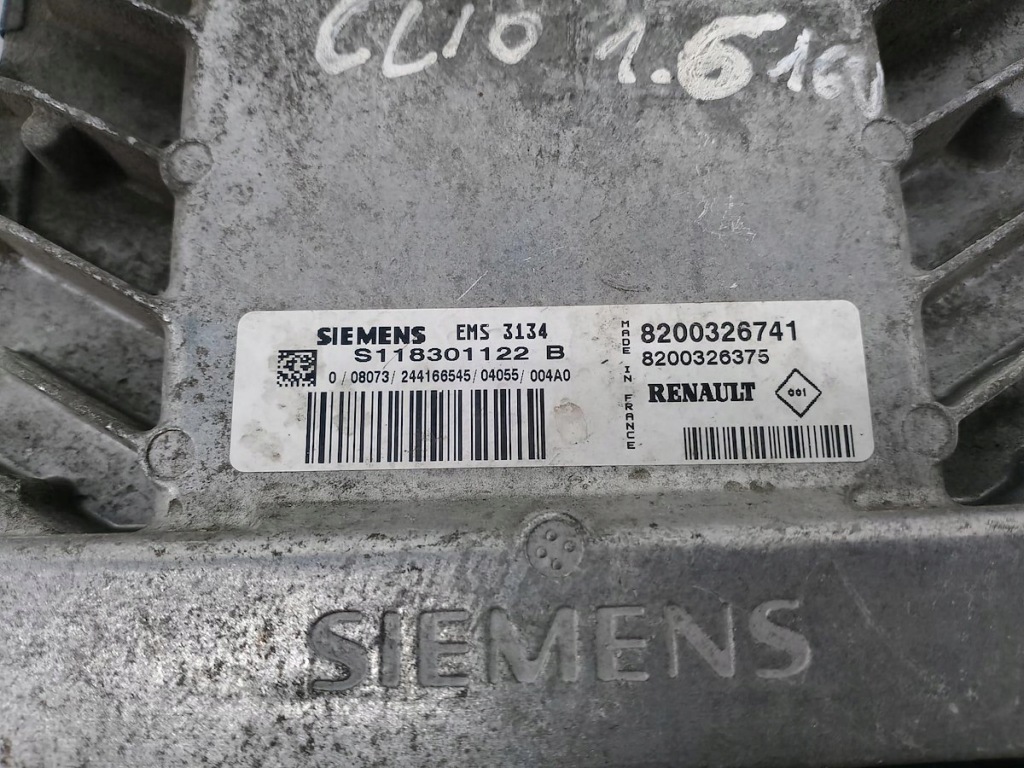 CLIO 1.6 16V
SIEMENS EMS 3134
S118301122 B
0/08073/244166545/04055/004A0
MADE IN FRANCE
8200326741
8200326375
RENAULT 001
SIEMENS